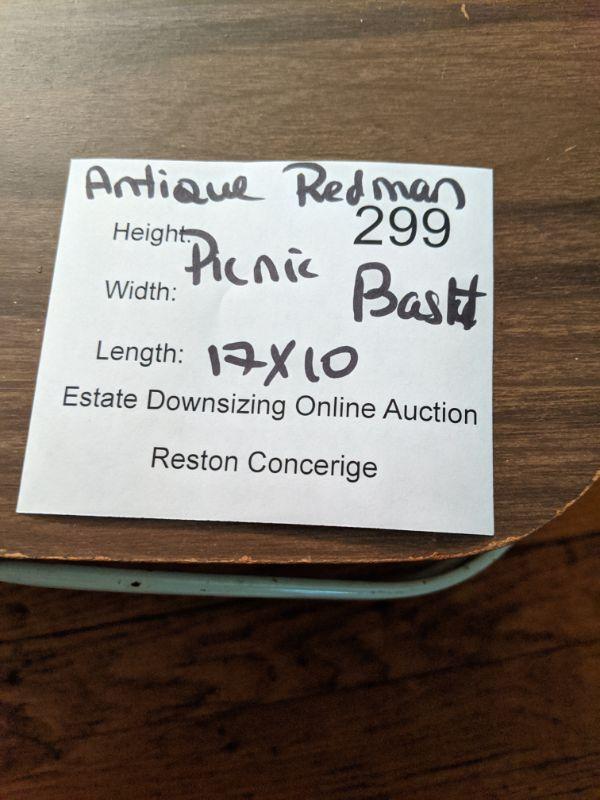 Antique Redman
Height: 299
Picnic Baskt
Width:
Length: 17X10
Estate Downsizing Online Auction
Reston Concerige